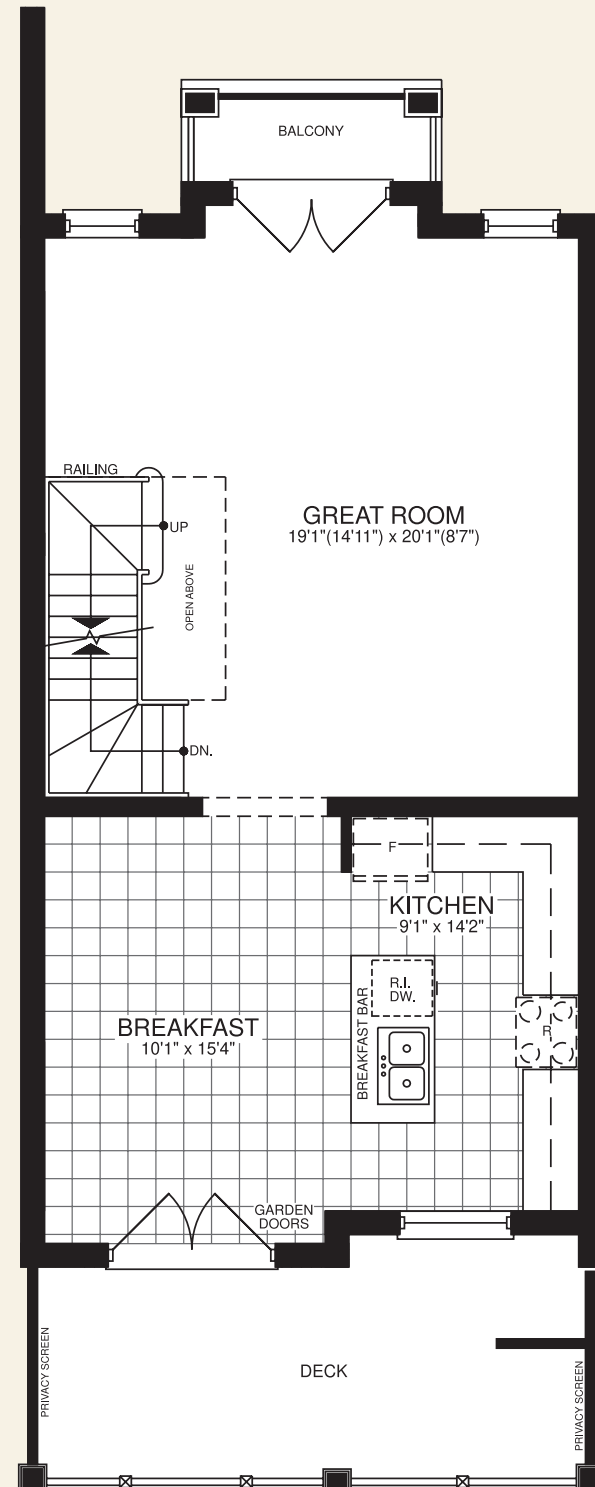 BALCONY
RAILING
UP
OPEN ABOVE
GREAT ROOM
19'1"(14'11") x 20'1"(8'7")
DN.
F
KITCHEN
9'1" x 14'2"
R.I.
DW.
BREAKFAST BAR
R
BREAKFAST
10'1" x 15'4"
GARDEN
DOORS
PRIVACY SCREEN
DECK
PRIVACY SCREEN